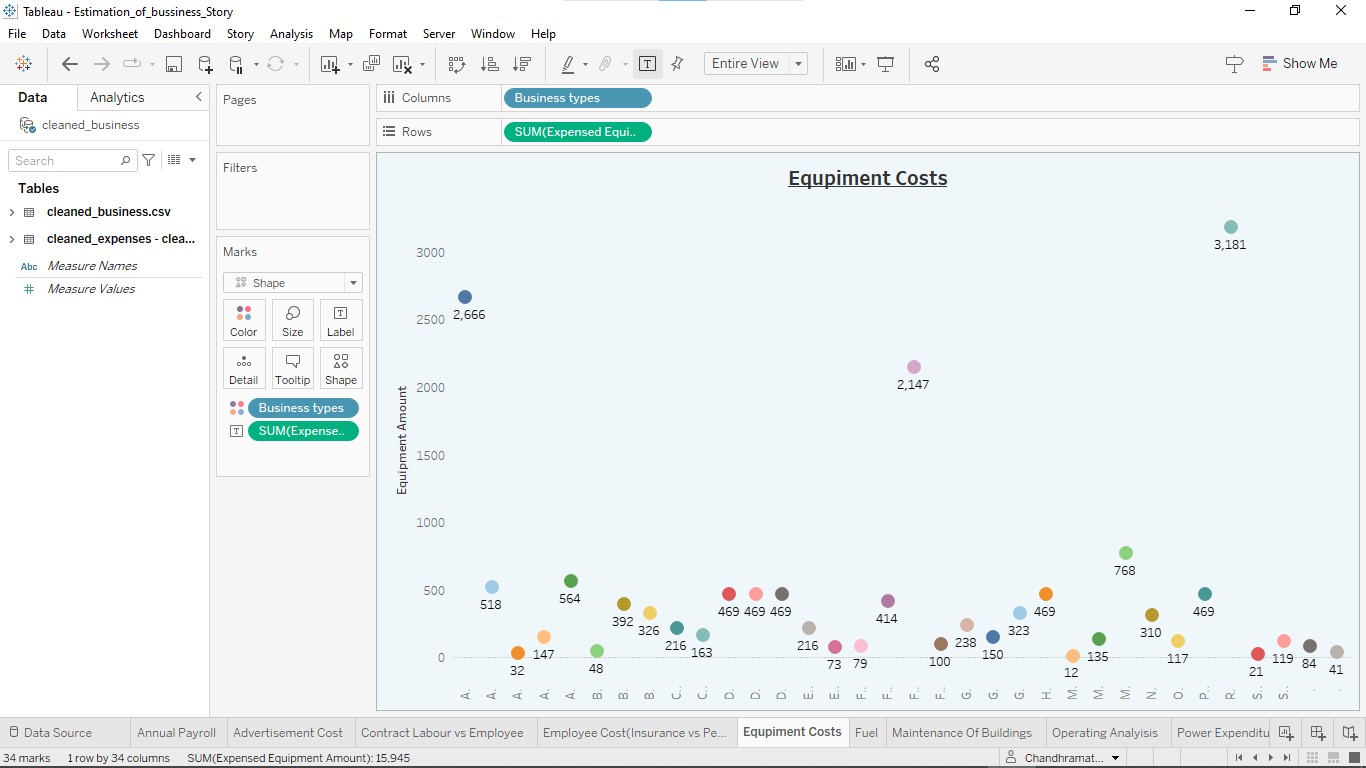 Tableau - Estimation_of_bussiness_Story
File Data Worksheet Dashboard Story Analysis Map Format Server Window Help
Entire View
Show Me
Data Analytics
cleaned_business
Search
Tables
cleaned_business.csv
cleaned_expenses - clea...
Abc Measure Names
# Measure Values
Pages
Filters
Marks
Shape
Color Size Label
Detail Tooltip Shape
Business types
SUM(Expense..
Columns Business types
Rows SUM(Expensed Equi..
Equpiment Costs
Equipment Amount
3000
2500
2000
1500
1000
500
0
2,666
518
32
147
564
48
392
326
216
163
469
469
469
216
73
79
414
2,147
100
238
150
323
469
12
135
768
310
117
469
3,181
21
119
84
41
A. A. A. A. A. B. B. B. C. C. D. D. D. E. E. F. F. F. F. G. G. G. H. M. M. M. N. O. P. R. S. S. . .
Data Source Annual Payroll Advertisement Cost Contract Labour vs Employee Employee Cost(Insurance vs Pe... Equpiment Costs Fuel Maintenance Of Buildings Operating Analyisis Power Expenditu
34 marks 1 row by 34 columns SUM(Expensed Equipment Amount): 15,945 Chandhramat...